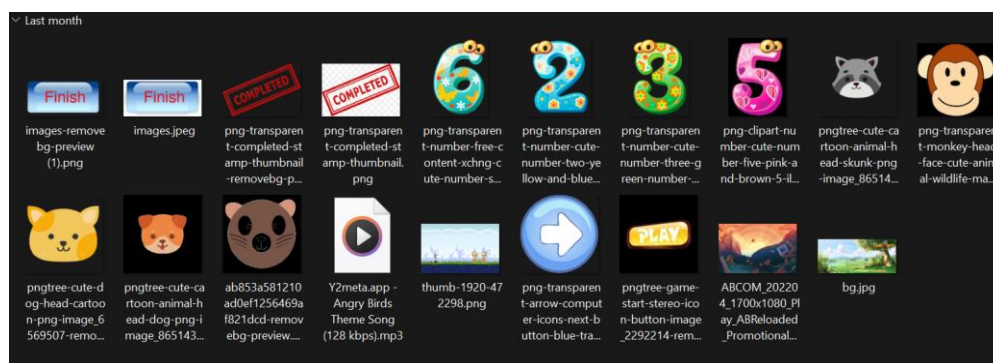 Last month
Finish
Finish
COMPLETED
COMPLETED
6
2
3
5
images-remove
bg-preview
(1).png
images.jpeg
png-transparen
t-completed-st
amp-thumbnail
-removebg-p...
png-transparen
t-completed-st
amp-thumbnail.
png
png-transparen
t-number-free-c
ontent-xchng-c
ute-number-s...
png-transparen
t-number-cute-
number-two-ye
llow-and-blue...
png-transparen
t-number-cute-
number-three-g
reen-number-...
png-clipart-nu
mber-cute-num
ber-five-pink-a
nd-brown-5-il...
pngtree-cute-ca
rtoon-animal-h
ead-skunk-png
-image_86514...
png-transparen
t-monkey-head
-face-cute-anim
al-wildlife-ma...
PLAY
pngtree-cute-d
og-head-cartoo
n-png-image_6
569507-remo...
pngtree-cute-ca
rtoon-animal-h
ead-dog-png-i
mage_865143...
ab853a581210
ad0ef1256469a
f821dcd-remov
ebg-preview....
Y2meta.app -
Angry Birds
Theme Song
(128 kbps).mp3
thumb-1920-47
2298.png
png-transparen
t-arrow-comput
er-icons-next-b
utton-blue-tra...
pngtree-game-
start-stereo-ico
n-button-image
_2292214-rem...
ABCOM_20220
4_1700x1080_Pl
ay_ABReloaded
_Promotional...
bg.jpg